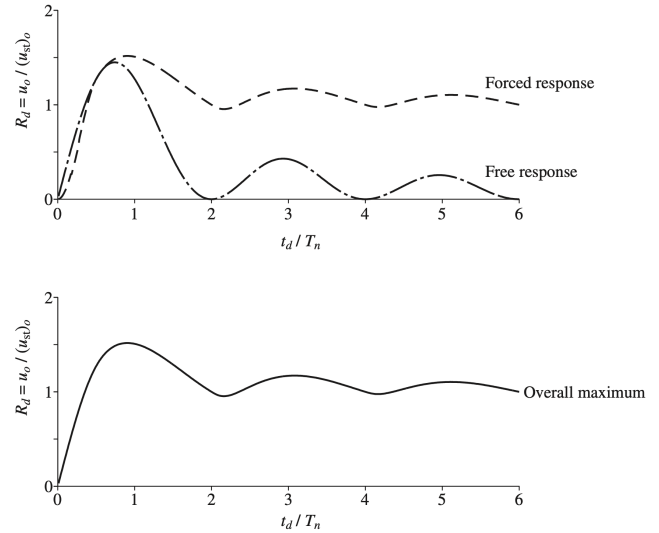 2
R_d = u_o / (u_st)_o
1
0
Forced response
Free response
0 1 2 3 4 5 6
t_d / T_n
2
R_d = u_o / (u_st)_o
1
0
Overall maximum
0 1 2 3 4 5 6
t_d / T_n